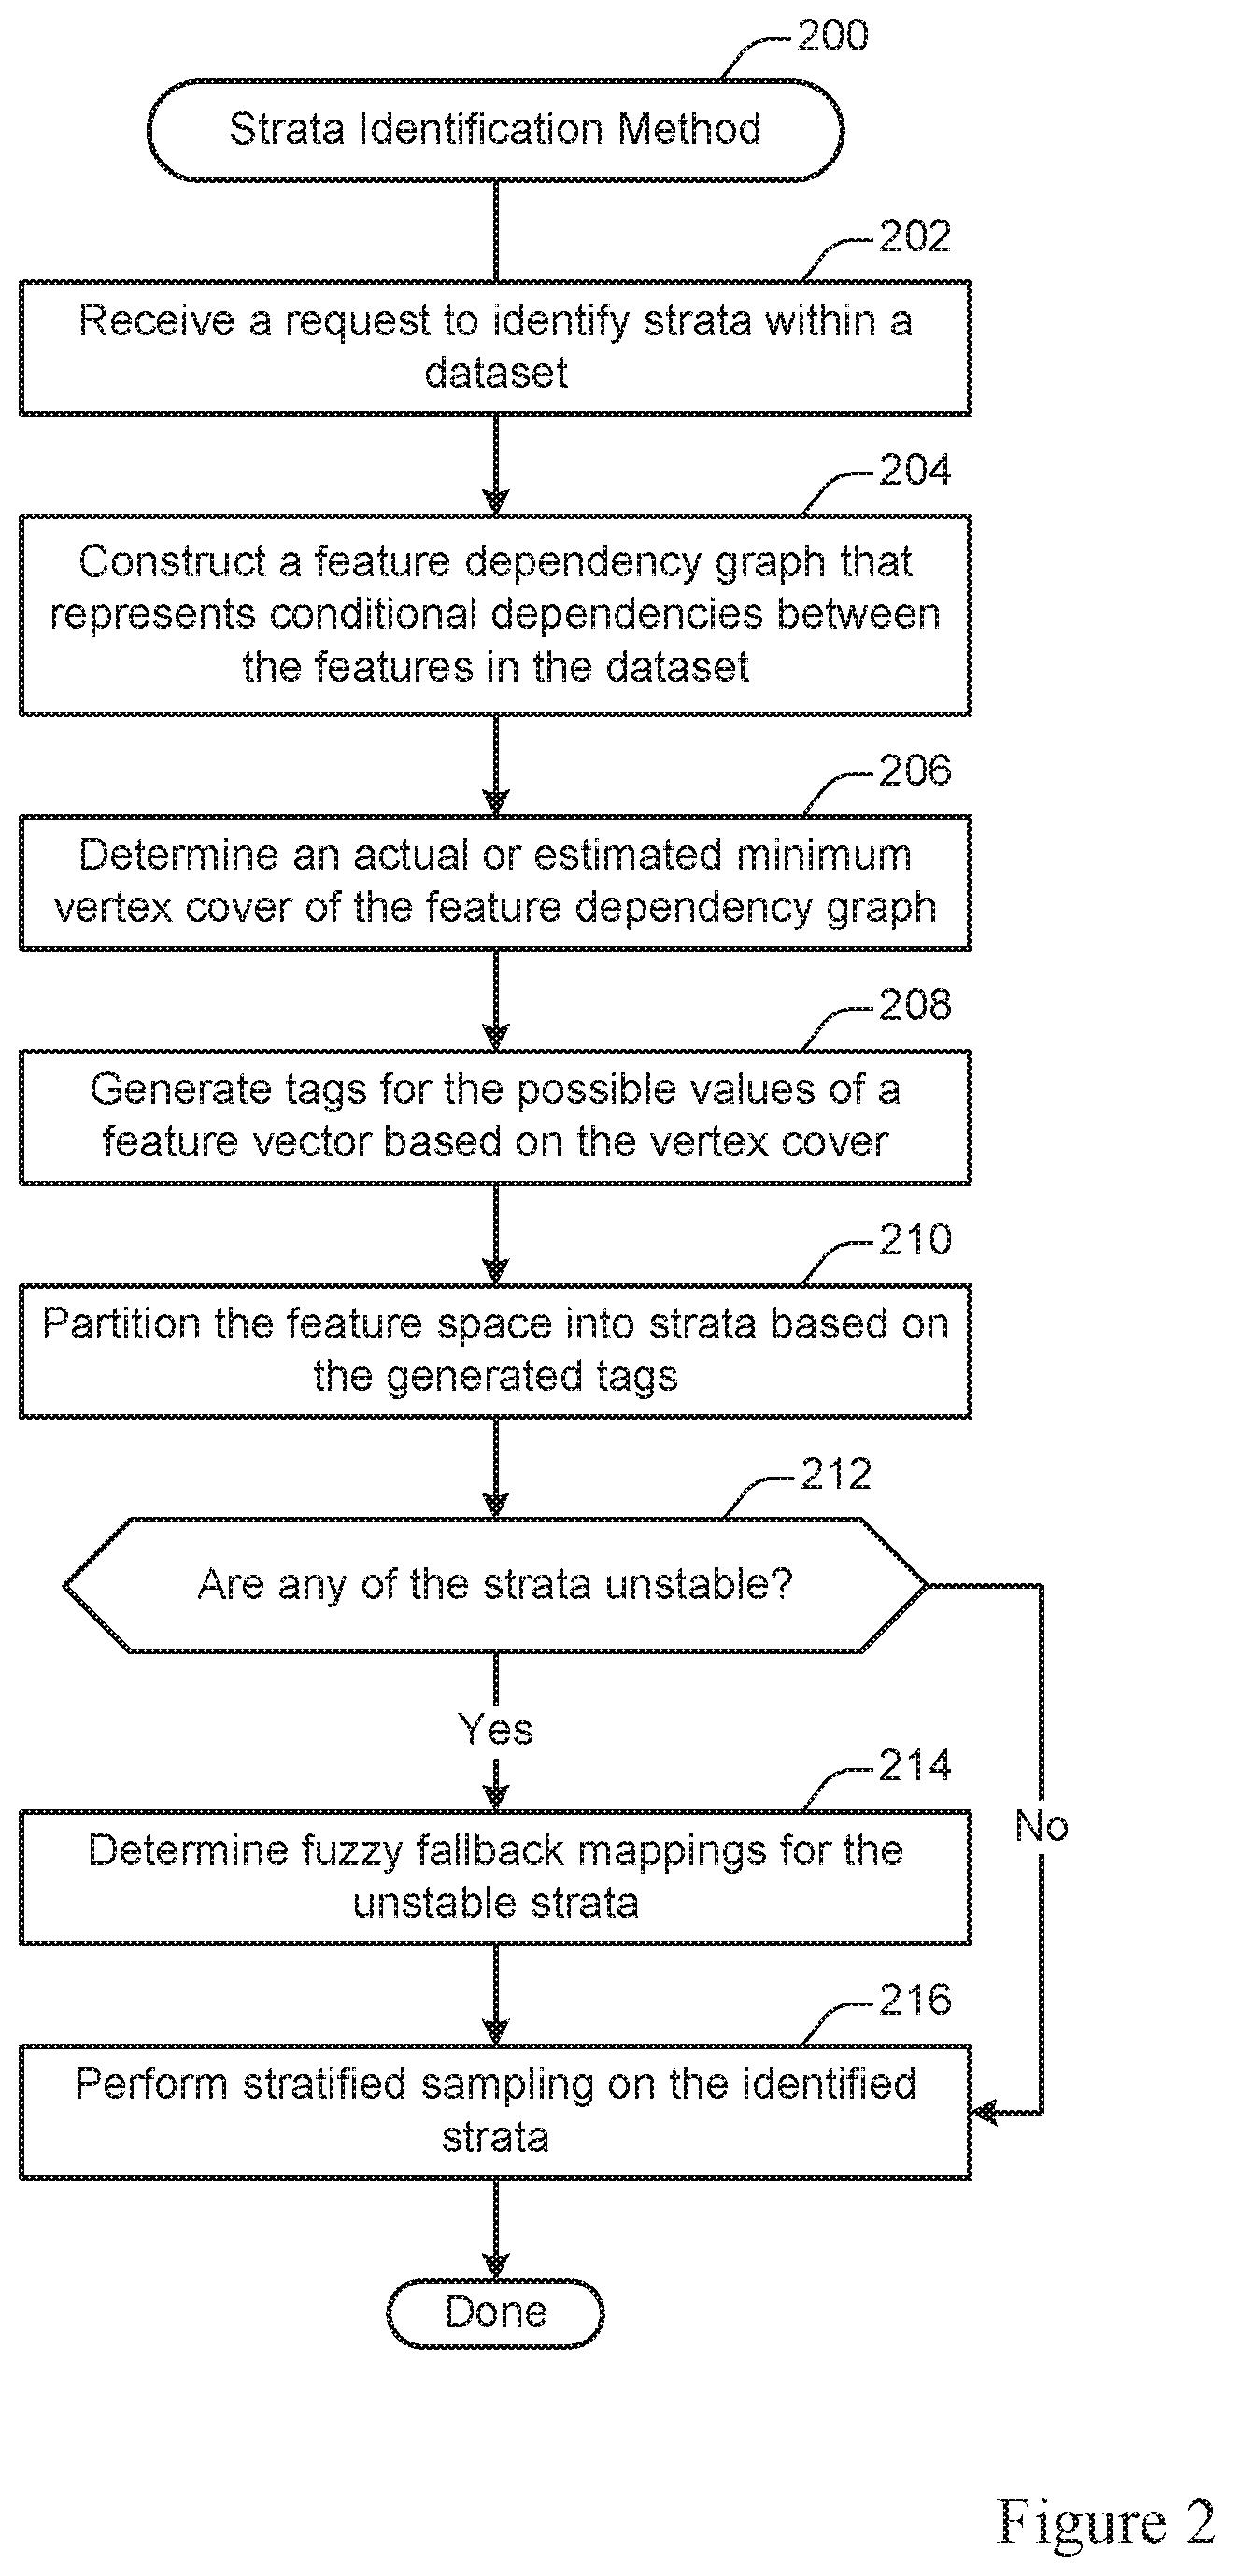 200
Strata Identification Method
202
Receive a request to identify strata within a
dataset
204
Construct a feature dependency graph that
represents conditional dependencies between
the features in the dataset
206
Determine an actual or estimated minimum
vertex cover of the feature dependency graph
208
Generate tags for the possible values of a
feature vector based on the vertex cover
210
Partition the feature space into strata based on
the generated tags
212
Are any of the strata unstable?
Yes
214
No
Determine fuzzy fallback mappings for the
unstable strata
216
Perform stratified sampling on the identified
strata
Done
Figure 2